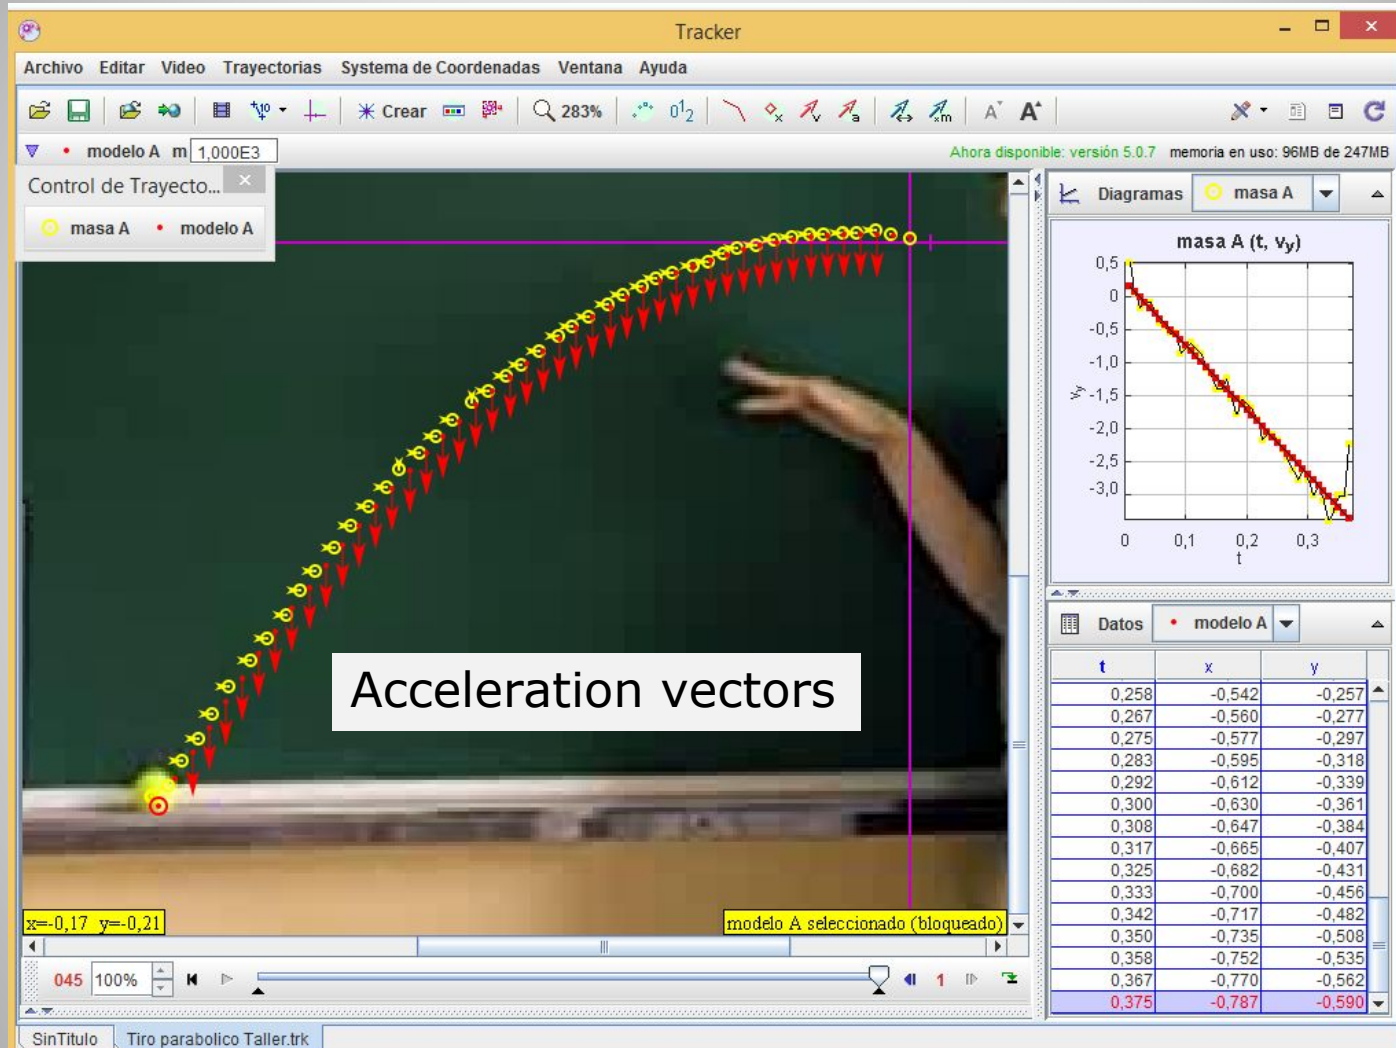 Tracker
Archivo Editar Video Trayectorias Systema de Coordenadas Ventana Ayuda
Crear 283%
modelo A m 1,000E3 Ahora disponible: versión 5.0.7 memoria en uso: 96MB de 247MB
Control de Trayecto...
masa A modelo A
Diagramas masa A
masa A (t, vy)
0,5
0
-0,5
-1,0
-1,5
-2,0
-2,5
-3,0
vy
0 0,1 0,2 0,3
t
Acceleration vectors
Datos modelo A
t x y
0,258 -0,542 -0,257
0,267 -0,560 -0,277
0,275 -0,577 -0,297
0,283 -0,595 -0,318
0,292 -0,612 -0,339
0,300 -0,630 -0,361
0,308 -0,647 -0,384
0,317 -0,665 -0,407
0,325 -0,682 -0,431
0,333 -0,700 -0,456
0,342 -0,717 -0,482
0,350 -0,735 -0,508
0,358 -0,752 -0,535
0,367 -0,770 -0,562
0,375 -0,787 -0,590
x=-0,17 y=-0,21 modelo A seleccionado (bloqueado)
045 100% 1
SinTitulo Tiro parabolico Taller.trk